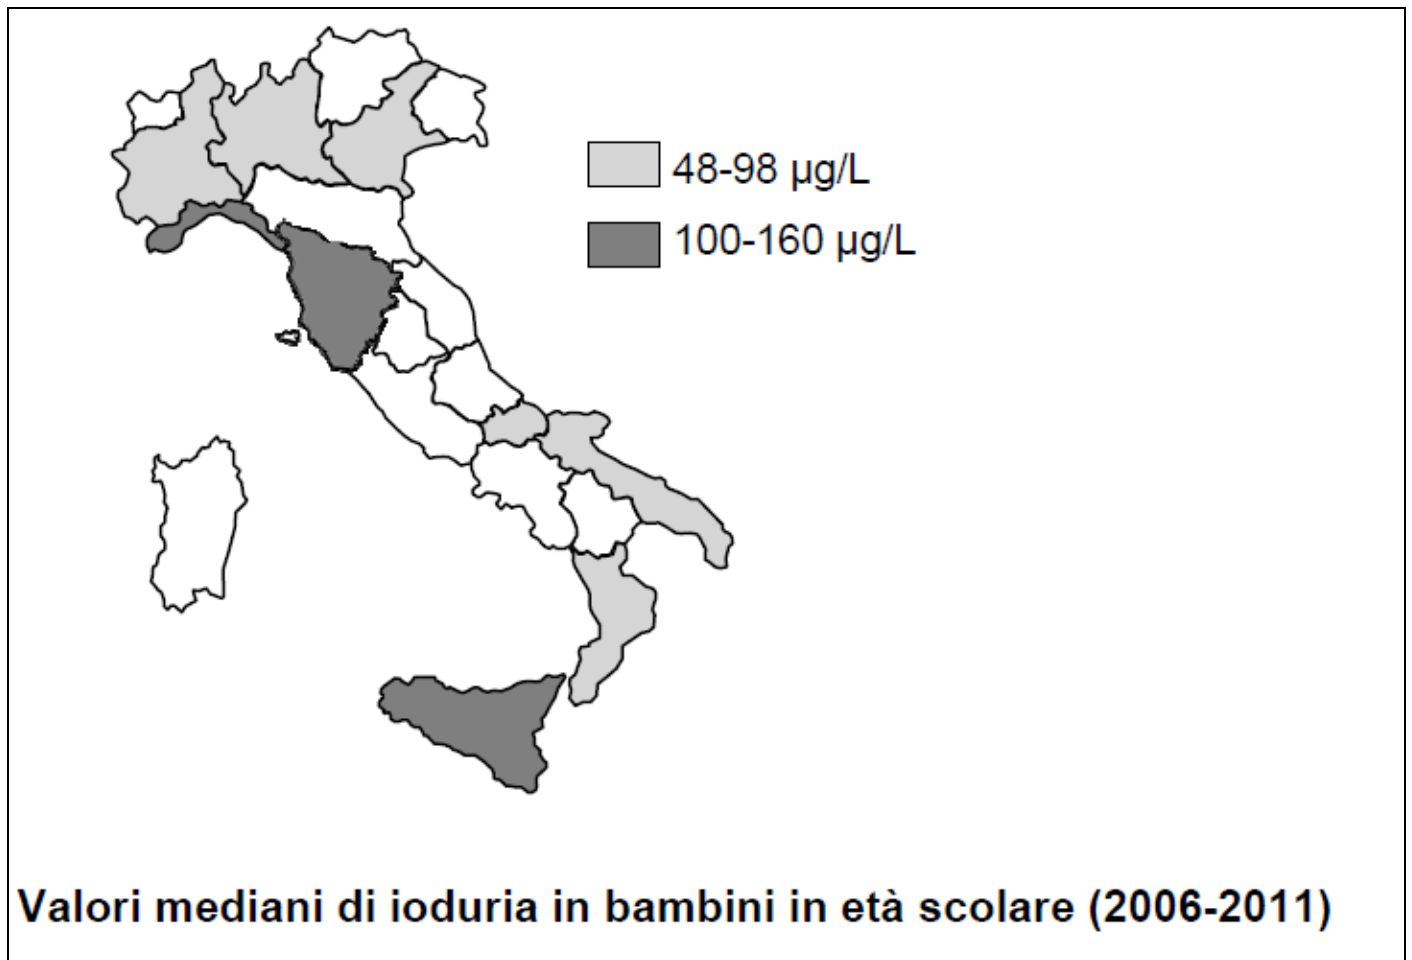 48-98 µg/L
100-160 µg/L
Valori mediani di ioduria in bambini in età scolare (2006-2011)